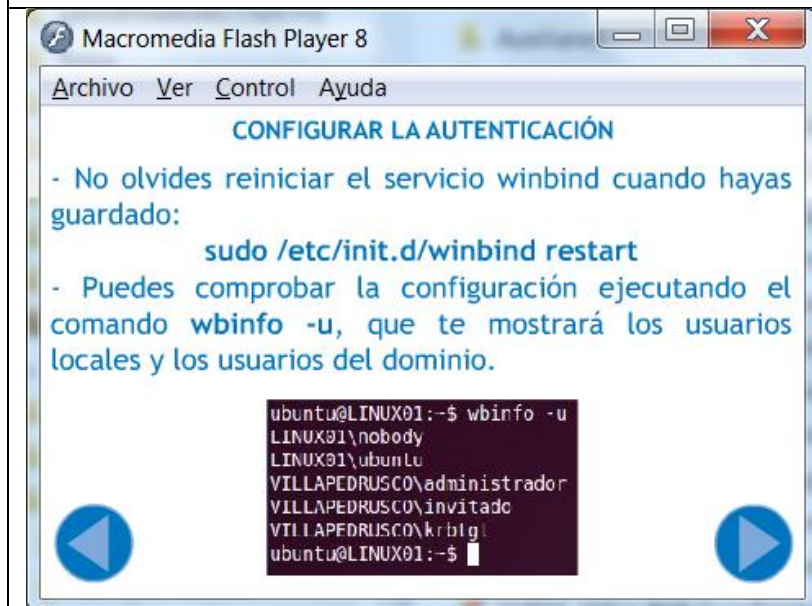 Macromedia Flash Player 8
Archivo Ver Control Ayuda
CONFIGURAR LA AUTENTICACIÓN
- No olvides reiniciar el servicio winbind cuando hayas
guardado:
sudo /etc/init.d/winbind restart
- Puedes comprobar la configuración ejecutando el
comando wbinfo -u, que te mostrará los usuarios
locales y los usuarios del dominio.
ubuntu@LINUX01:~$ wbinfo -u
LINUX01\nobody
LINUX01\ubuntu
VILLAPEDRUSCO\administrador
VILLAPEDRUSCO\invitado
VILLAPEDRUSCO\krbtgt
ubuntu@LINUX01:~$